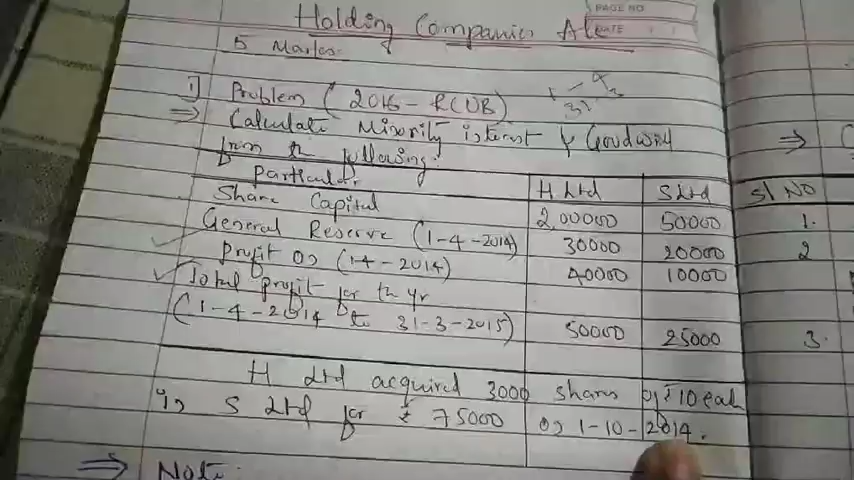 PAGE NO
DATE
Holding Companies A/c
5 Marks
1] Problem (2016 - RCUB)
⇒ Calculate Minority interest & Goodwill
from the following:
Particular H Ltd S Ltd
Share Capital 2,00000 50000
General Reserve (1-4-2014) 30000 20000
Profit on (1-4-2014) 40000 10000
Total profit for the yr
(1-4-2014 to 31-3-2015) 50000 25000
H Ltd acquired 3000 shares of ₹10 each
in S Ltd for ₹ 75000 on 1-10-2014.
⇒ Note:
⇒
Sl NO
1.
2
3.